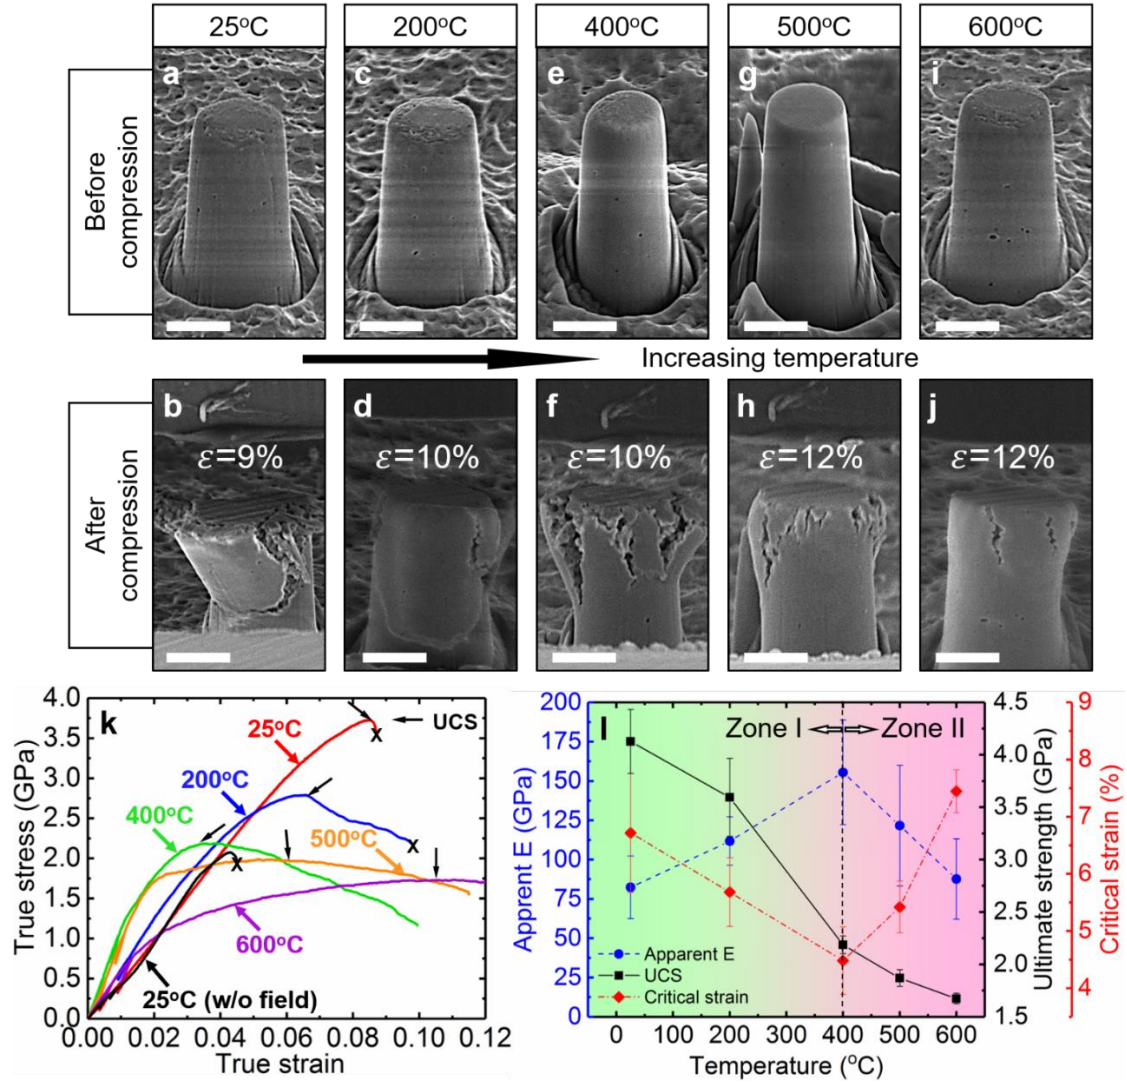 25°C
200°C
400°C
500°C
600°C
Before
compression
a
c
e
g
i
Increasing temperature
After
compression
b
d
f
h
j
ε=9%
ε=10%
ε=10%
ε=12%
ε=12%
k
4.0
3.5
3.0
2.5
2.0
1.5
1.0
0.5
0.0
True stress (GPa)
25°C
UCS
x
200°C
400°C
500°C
x
x
600°C
25°C (w/o field)
0.00 0.02 0.04 0.06 0.08 0.10 0.12
True strain
l
Zone I
Zone II
200
175
150
125
100
75
50
25
0
Apprent E (GPa)
Apparent E
UCS
Critical strain
4.5
4.0
3.5
3.0
2.5
2.0
1.5
Ultimate strength (GPa)
9
8
7
6
5
4
Critical strain (%)
0 100 200 300 400 500 600
Temperature (°C)